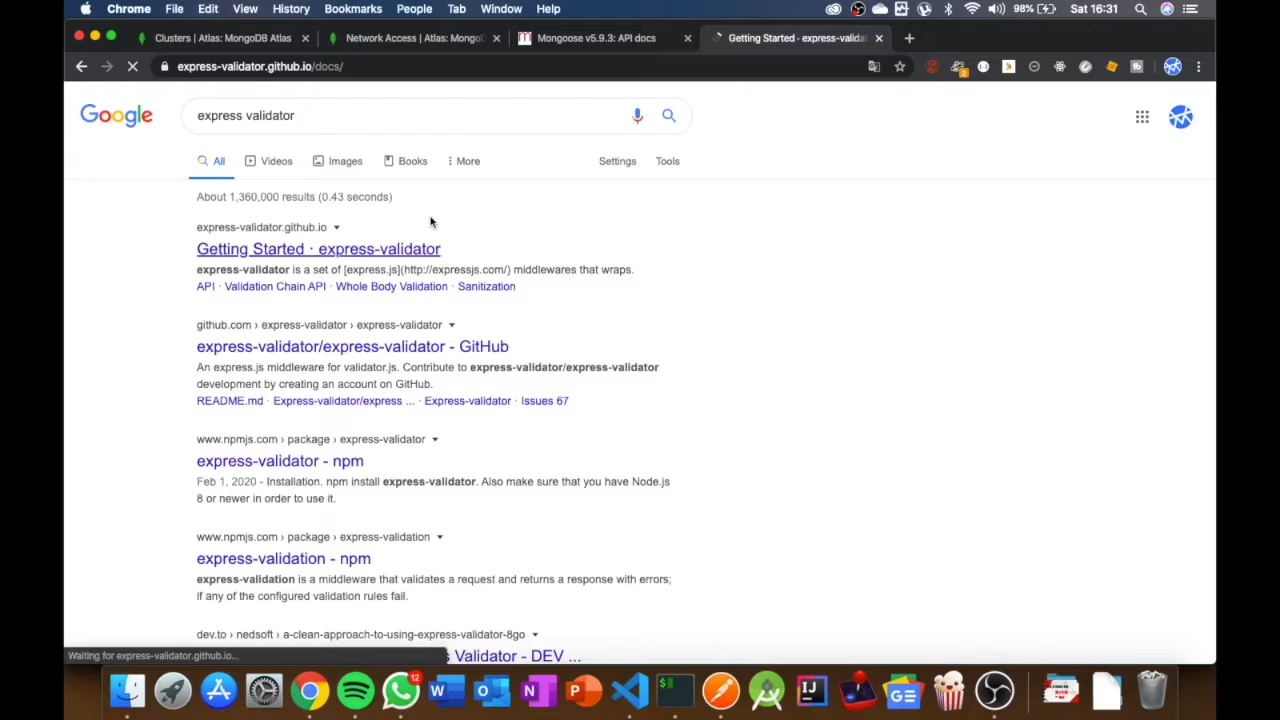 Chrome File Edit View History Bookmarks People Tab Window Help 98% Sat 16:31
Clusters | Atlas: MongoDB Atlas Network Access | Atlas: Mongo Mongoose v5.9.3: API docs Getting Started · express-valida
express-validator.github.io/docs/
Google express validator
All Videos Images Books More Settings Tools
About 1,360,000 results (0.43 seconds)
express-validator.github.io
Getting Started · express-validator
express-validator is a set of [express.js](http://expressjs.com/) middlewares that wraps.
API · Validation Chain API · Whole Body Validation · Sanitization
github.com › express-validator › express-validator
express-validator/express-validator - GitHub
An express.js middleware for validator.js. Contribute to express-validator/express-validator
development by creating an account on GitHub.
README.md · Express-validator/express ... · Express-validator · Issues 67
www.npmjs.com › package › express-validator
express-validator - npm
Feb 1, 2020 - Installation. npm install express-validator. Also make sure that you have Node.js
8 or newer in order to use it.
www.npmjs.com › package › express-validation
express-validation - npm
express-validation is a middleware that validates a request and returns a response with errors;
if any of the configured validation rules fail.
dev.to › nedsoft › a-clean-approach-to-using-express-validator-8go
Waiting for express-validator.github.io... s Validator - DEV ...
12